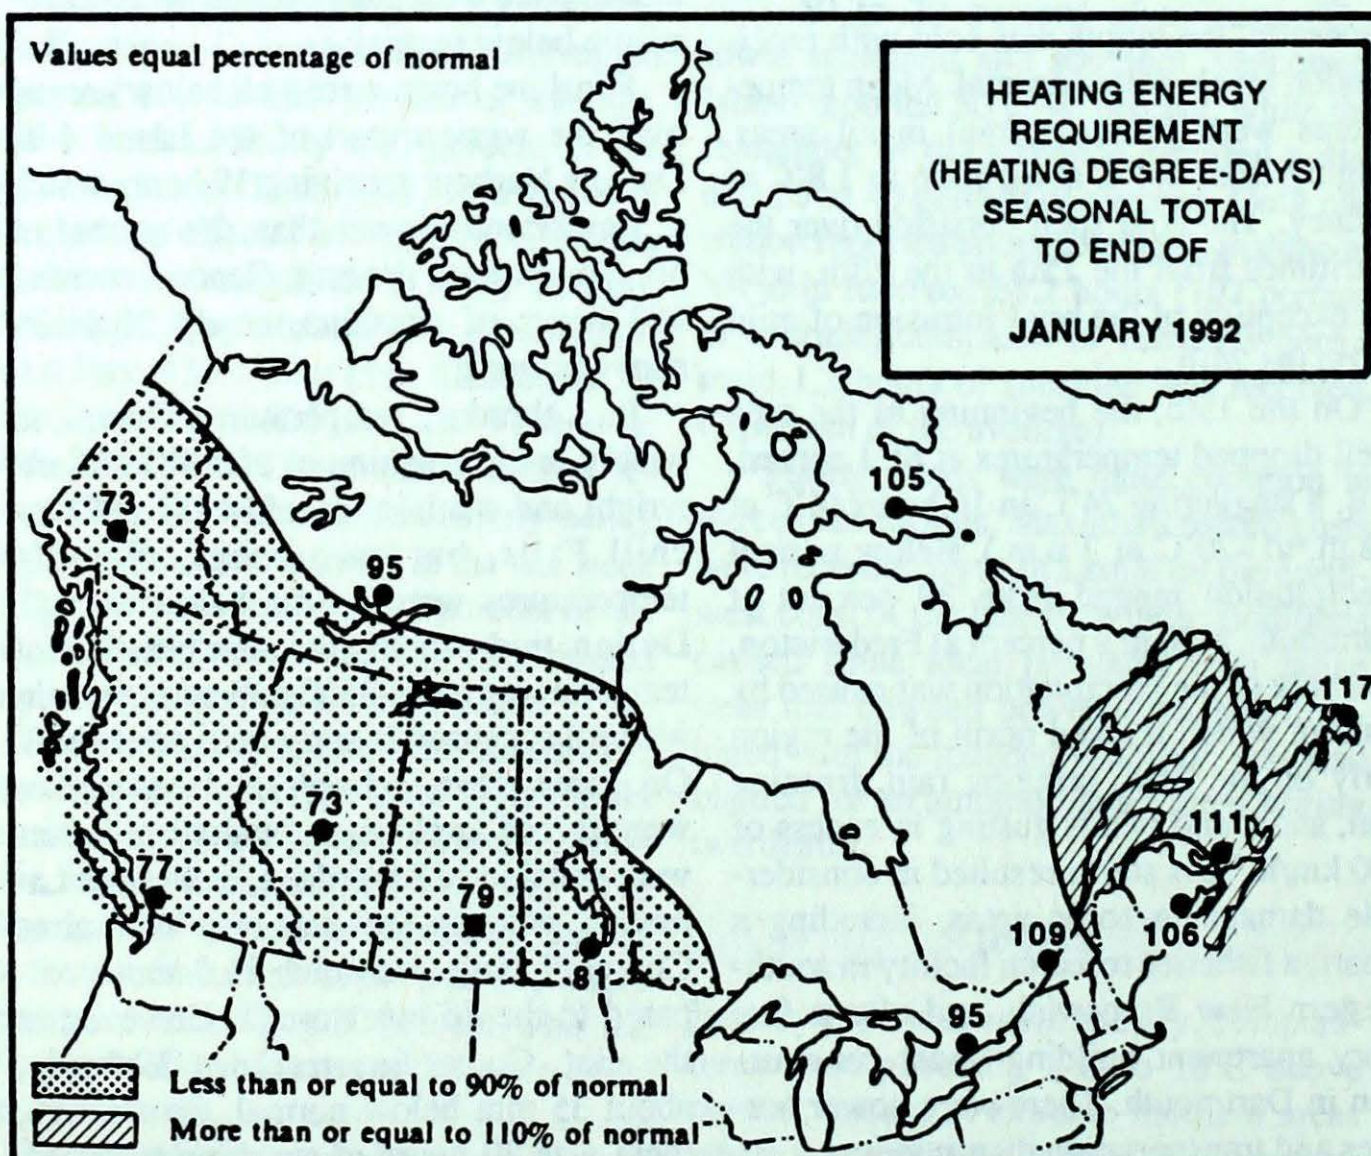 Values equal percentage of normal
HEATING ENERGY
REQUIREMENT
(HEATING DEGREE-DAYS)
SEASONAL TOTAL
TO END OF
JANUARY 1992
73
95
105
117
73
77
79
8
111
109
106
95
Less than or equal to 90% of normal
More than or equal to 110% of normal